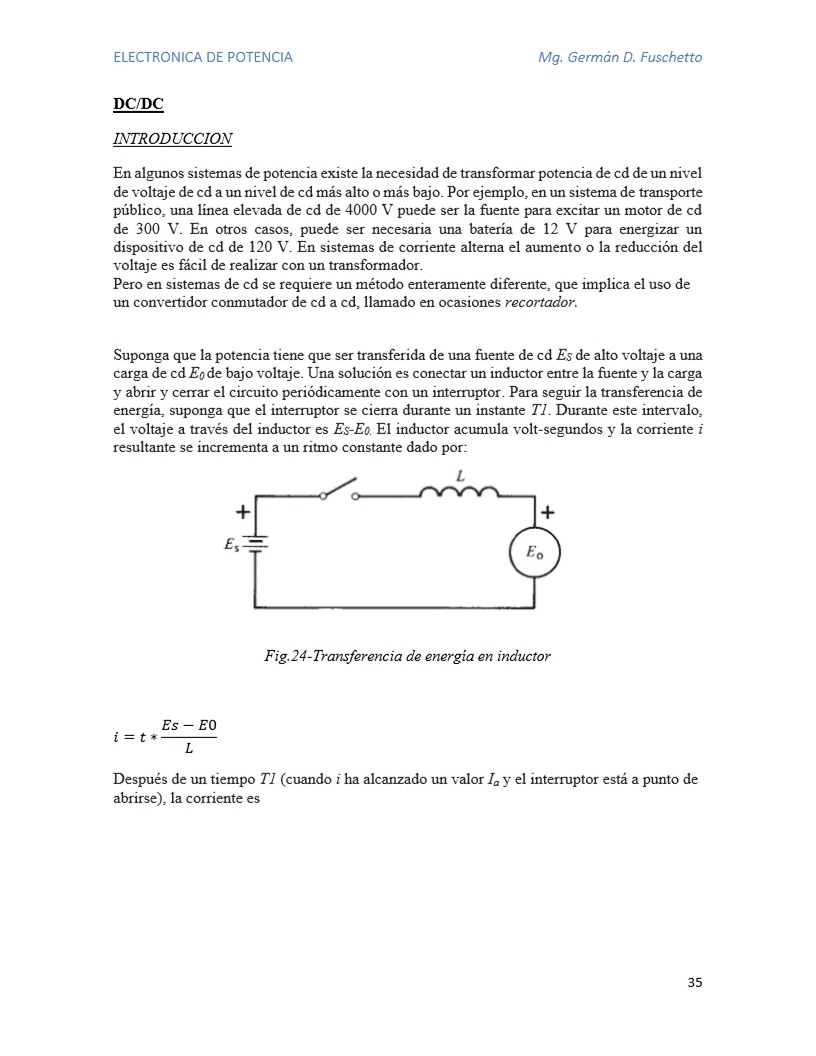 ELECTRONICA DE POTENCIA Mg. Germán D. Fuschetto
DC/DC
INTRODUCCION
En algunos sistemas de potencia existe la necesidad de transformar potencia de cd de un nivel
de voltaje de cd a un nivel de cd más alto o más bajo. Por ejemplo, en un sistema de transporte
público, una línea elevada de cd de 4000 V puede ser la fuente para excitar un motor de cd
de 300 V. En otros casos, puede ser necesaria una batería de 12 V para energizar un
dispositivo de cd de 120 V. En sistemas de corriente alterna el aumento o la reducción del
voltaje es fácil de realizar con un transformador.
Pero en sistemas de cd se requiere un método enteramente diferente, que implica el uso de
un convertidor conmutador de cd a cd, llamado en ocasiones recortador.
Suponga que la potencia tiene que ser transferida de una fuente de cd Es de alto voltaje a una
carga de cd E0 de bajo voltaje. Una solución es conectar un inductor entre la fuente y la carga
y abrir y cerrar el circuito periódicamente con un interruptor. Para seguir la transferencia de
energía, suponga que el interruptor se cierra durante un instante T1. Durante este intervalo,
el voltaje a través del inductor es Es-E0. El inductor acumula volt-segundos y la corriente i
resultante se incrementa a un ritmo constante dado por:
L
+ +
Es Eo
Fig.24-Transferencia de energía en inductor
i = t * (Es − E0) / L
Después de un tiempo T1 (cuando i ha alcanzado un valor Ia y el interruptor está a punto de
abrirse), la corriente es
35